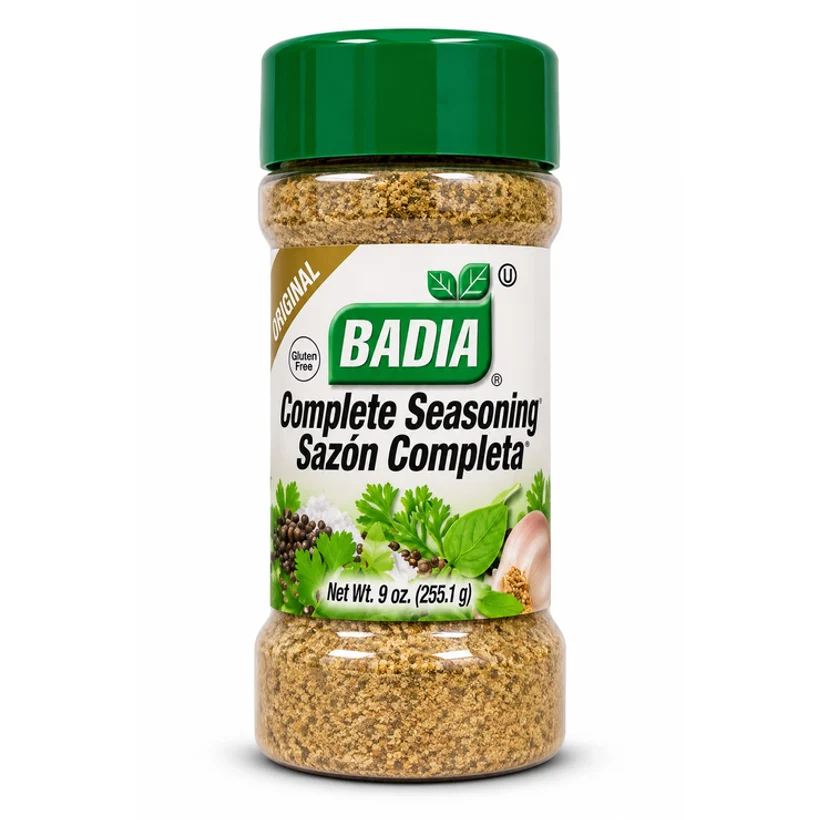 ORIGINAL
U
BADIA
®
Gluten
Free
Complete Seasoning®
Sazón Completa®
Net Wt. 9 oz. (255.1 g)